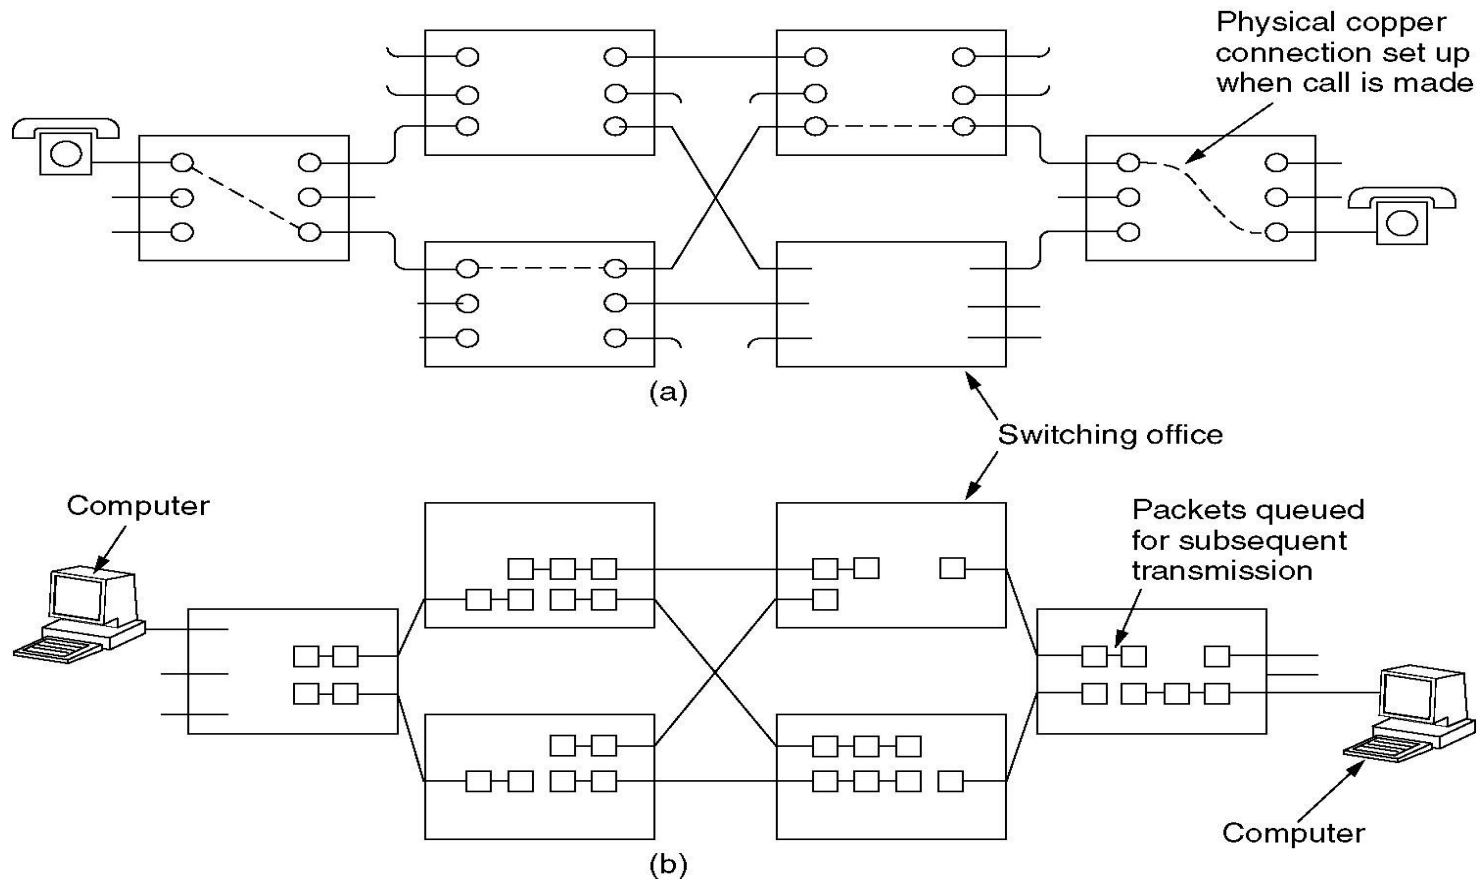 Physical copper
connection set up
when call is made
(a)
Switching office
Computer
Packets queued
for subsequent
transmission
Computer
(b)